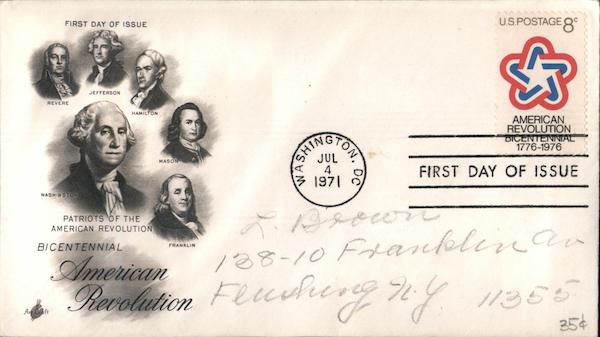 FIRST DAY OF ISSUE
REVERE
JEFFERSON
HAMILTON
MASON
WASHINGTON
FRANKLIN
PATRIOTS OF THE
AMERICAN REVOLUTION
BICENTENNIAL
American
Revolution
Art Craft
U.S. POSTAGE 8c
AMERICAN
REVOLUTION
BICENTENNIAL
1776-1976
WASHINGTON, DC
JUL
4
1971
FIRST DAY OF ISSUE
L. Brown
138-10 Franklin Av
Flushing N.Y. 11355
35¢